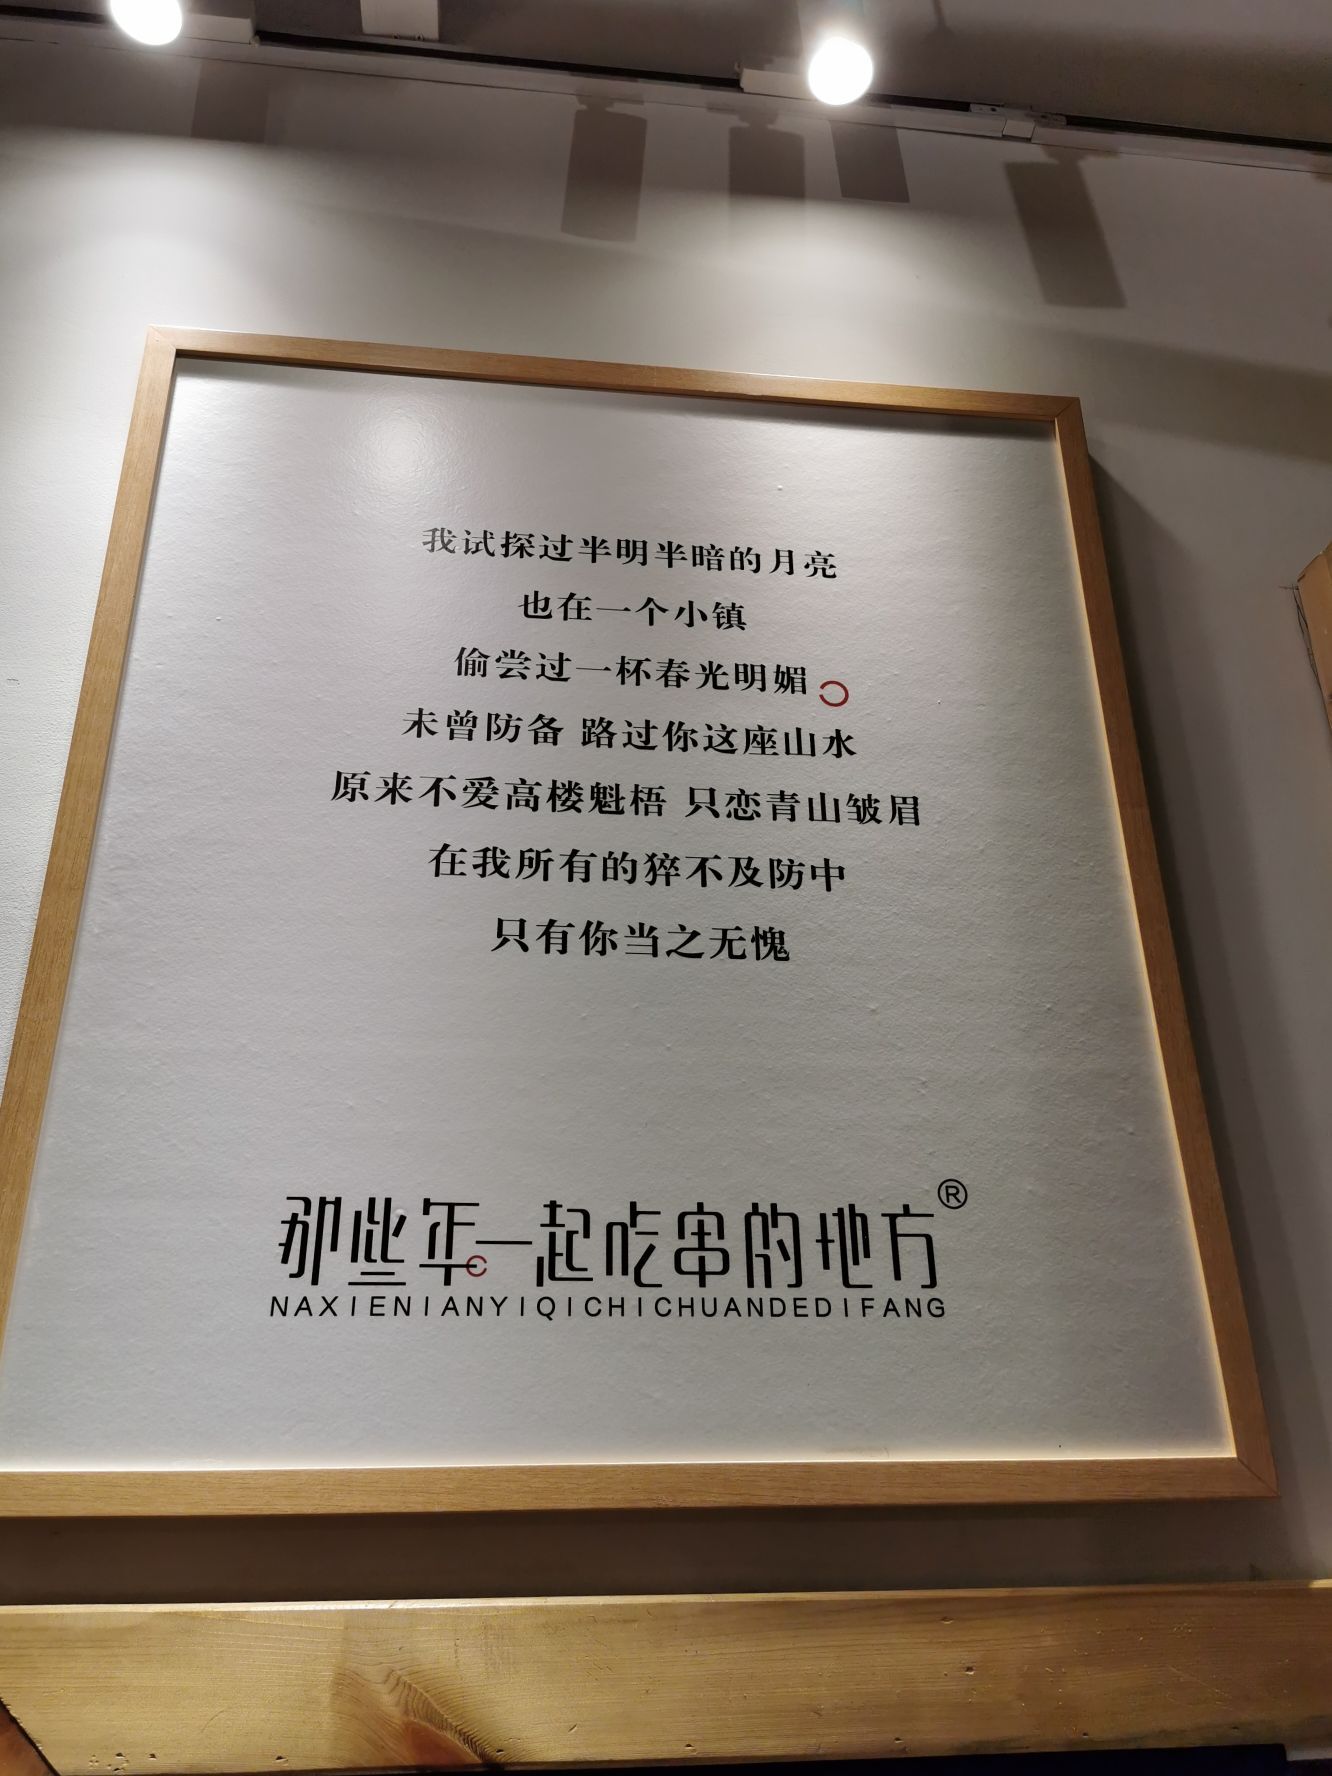 我试探过半明半暗的月亮
也在一个小镇
偷尝过一杯春光明媚
未曾防备 路过你这座山水
原来不爱高楼魁梧 只恋青山皱眉
在我所有的猝不及防中
只有你当之无愧
那些年一起吃串的地方®
NAXIENIANYIQICHICHUANDEDIFANG